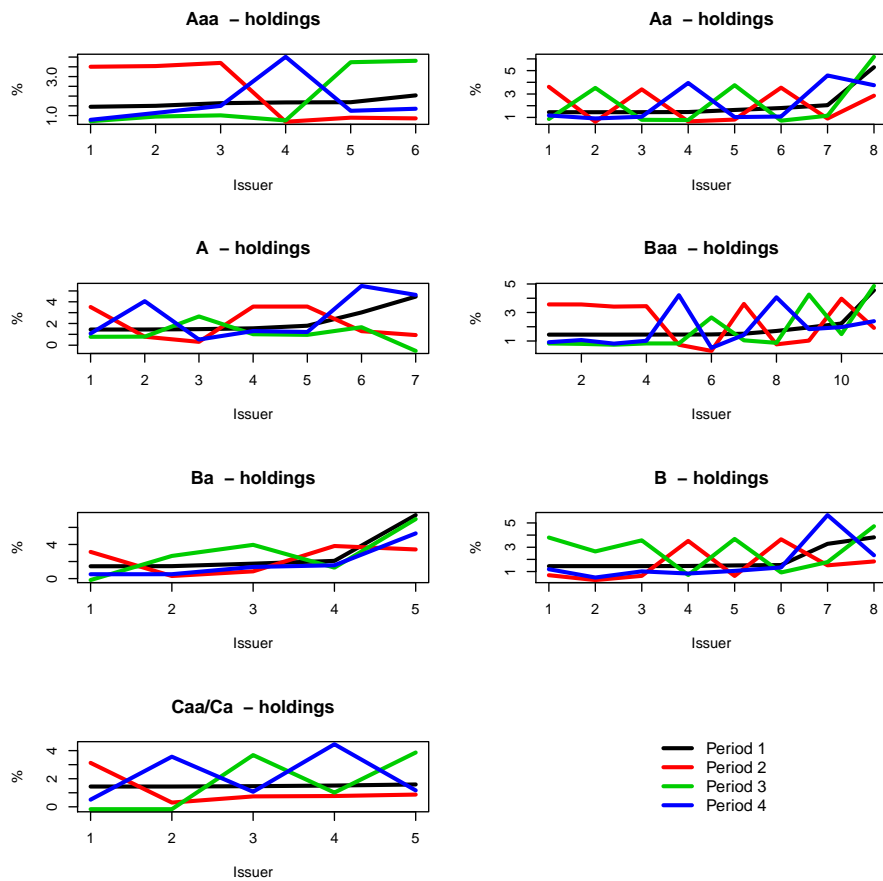 Aaa – holdings
%
3.0
1.0
1 2 3 4 5 6
Issuer
Aa – holdings
%
5
3
1
1 2 3 4 5 6 7 8
Issuer
A – holdings
%
4
2
0
1 2 3 4 5 6 7
Issuer
Baa – holdings
%
5
3
1
2 4 6 8 10
Issuer
Ba – holdings
%
4
0
1 2 3 4 5
Issuer
B – holdings
%
5
3
1
1 2 3 4 5 6 7 8
Issuer
Caa/Ca – holdings
%
4
2
0
1 2 3 4 5
Issuer
Period 1
Period 2
Period 3
Period 4